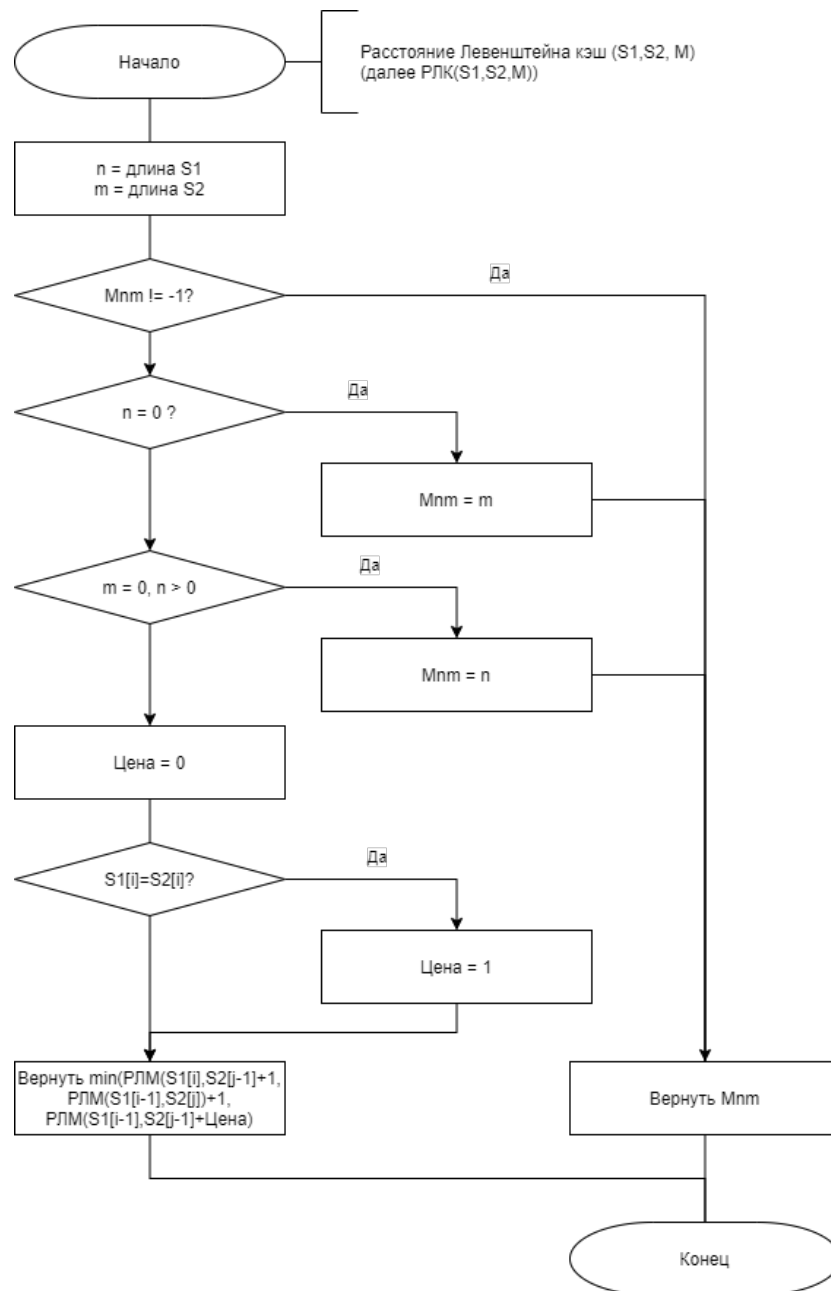 Начало
Расстояние Левенштейна кэш (S1,S2, M)
(далее РЛК(S1,S2,M))
n = длина S1
m = длина S2
Mnm != -1?
Да
n = 0 ?
Да
Mnm = m
m = 0, n > 0
Да
Mnm = n
Цена = 0
S1[i]=S2[i]?
Да
Цена = 1
Вернуть min(РЛМ(S1[i],S2[j-1]+1,
РЛМ(S1[i-1],S2[j])+1,
РЛМ(S1[i-1],S2[j-1]+Цена)
Вернуть Mnm
Конец